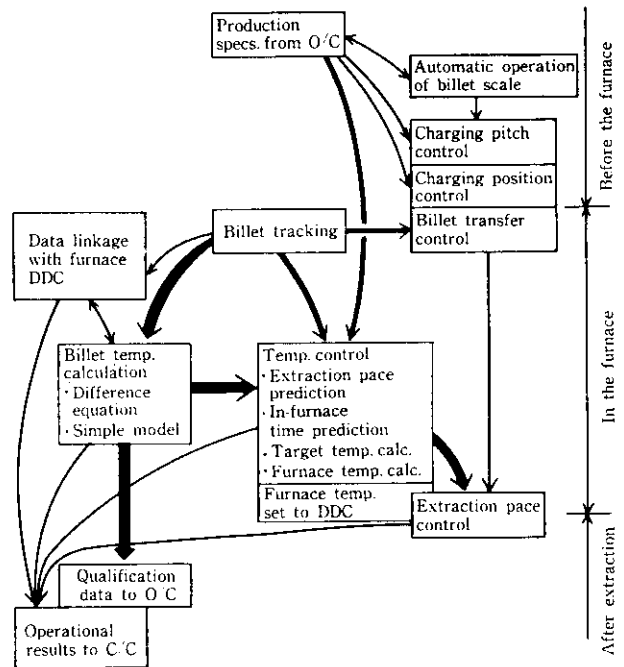 Production
specs. from O/C
Automatic operation
of billet scale
Charging pitch
control
Charging position
control
Billet tracking
Billet transfer
control
Data linkage
with furnace
DDC
Billet temp.
calculation
· Difference
equation
· Simple model
Temp. control
· Extraction pace
prediction
· In-furnace
time prediction
· Target temp. calc.
· Furnace temp. calc.
Furnace temp.
set to DDC
Extraction pace
control
Qualification
data to O/C
Operational
results to C/C
Before the furnace
In the furnace
After extraction